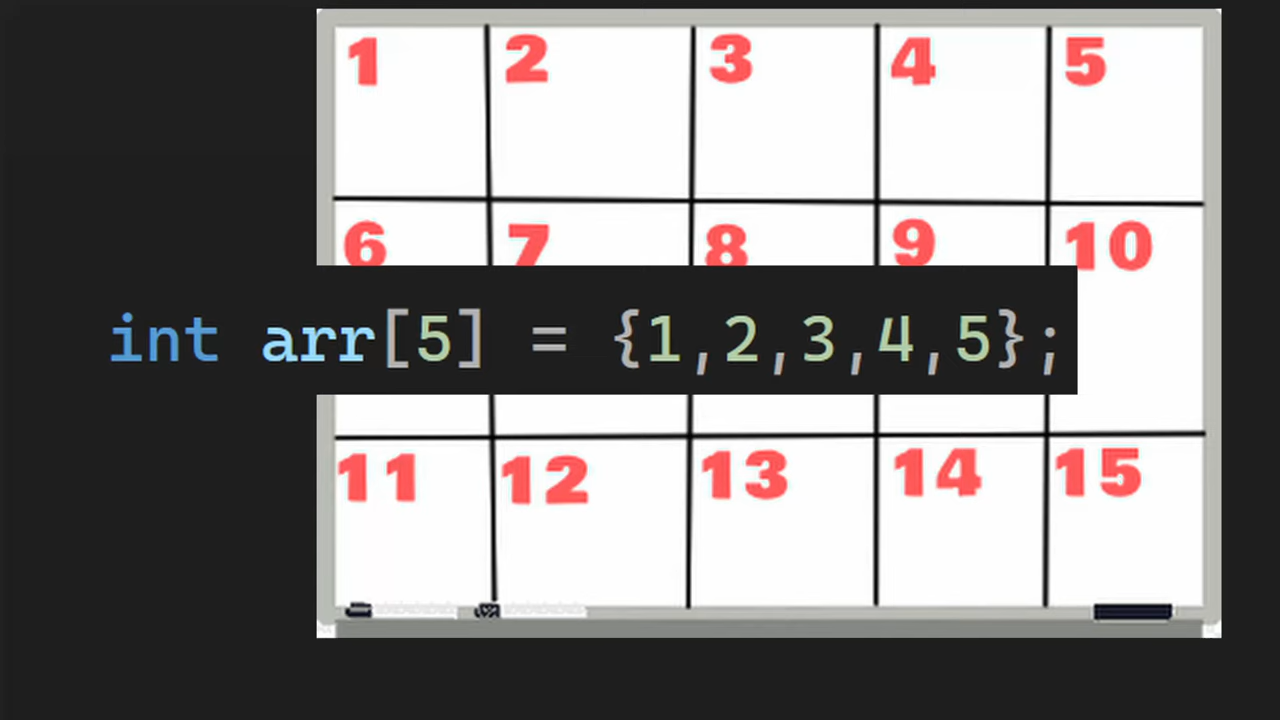 1 2 3 4 5
6 7 8 9 10
int arr[5] = {1,2,3,4,5};
11 12 13 14 15